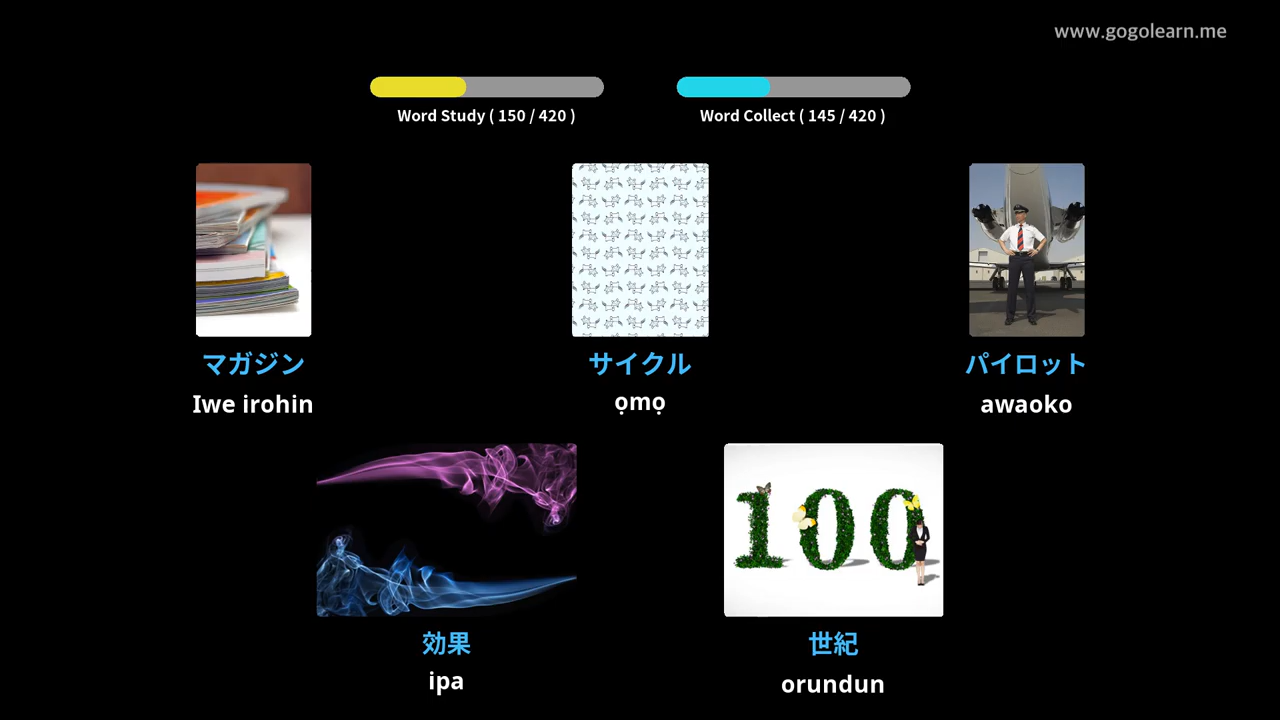 www.gogolearn.me
Word Study ( 150 / 420 )
Word Collect ( 145 / 420 )
マガジン
サイクル
パイロット
Iwe irohin
ọmọ
awaoko
効果
世紀
ipa
orundun